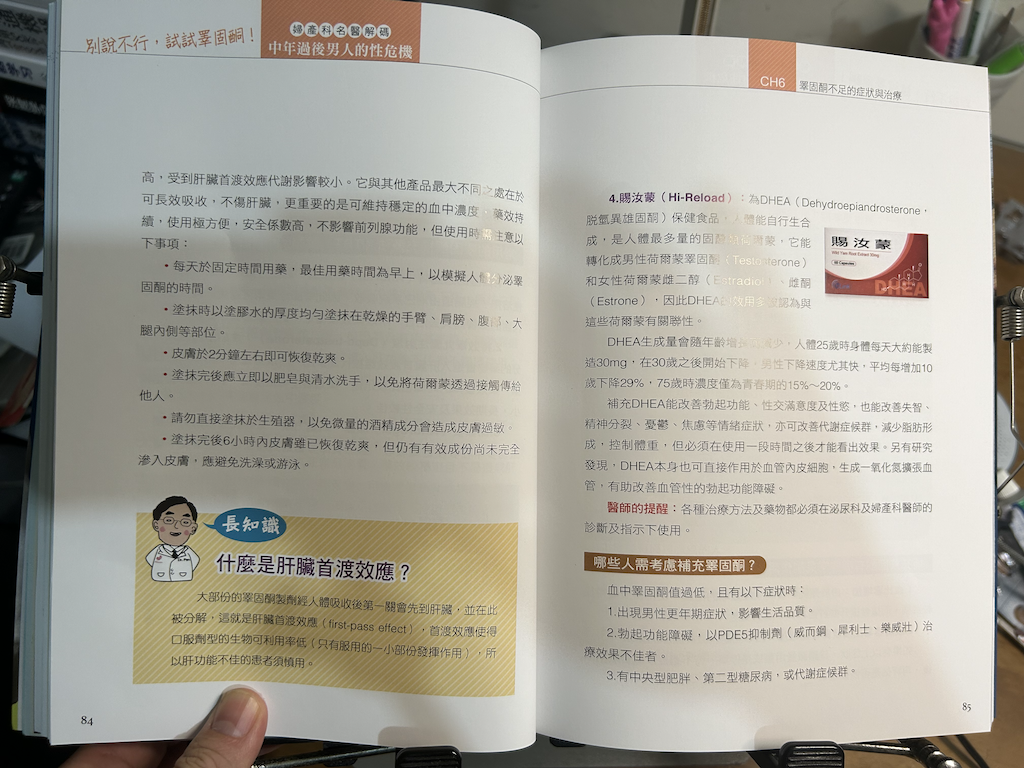 別說不行，試試睪固酮！
婦產科名醫解碼
中年過後男人的性危機
高，受到肝臟首渡效應代謝影響較小。它與其他產品最大不同之處在於
可長效吸收，不傷肝臟，更重要的是可維持穩定的血中濃度，藥效持
續，使用極方便，安全係數高，不影響前列腺功能，但使用時需注意以
下事項：
•每天於固定時間用藥，最佳用藥時間為早上，以模擬人體分泌睪
固酮的時間。
•塗抹時以塗膠水的厚度均勻塗抹在乾燥的手臂、肩膀、腹部、大
腿內側等部位。
•皮膚於2分鐘左右即可恢復乾爽。
•塗抹完後應立即以肥皂與清水洗手，以免將荷爾蒙透過接觸傳給
他人。
•請勿直接塗抹於生殖器，以免微量的酒精成分會造成皮膚過敏。
•塗抹完後6小時內皮膚雖已恢復乾爽，但仍有有效成份尚未完全
滲入皮膚，應避免洗澡或游泳。
長知識
什麼是肝臟首渡效應？
大部份的睪固酮製劑經人體吸收後第一關會先到肝臟，並在此
被分解，這就是肝臟首渡效應（first-pass effect），首渡效應使得
口服劑型的生物可利用率低（只有服用的一小部份發揮作用），所
以肝功能不佳的患者須慎用。
84
CH6
睪固酮不足的症狀與治療
4.賜汝蒙（Hi-Reload）：為DHEA（Dehydroepiandrosterone，
脫氫異雄固酮）保健食品，人體能自行生合
成，是人體最多量的固醇荷爾蒙，它能
轉化成男性荷爾蒙睪固酮（Testosterone）
和女性荷爾蒙雌二醇（Estradiol）、雌酮
（Estrone），因此DHEA的效用多被認為與
這些荷爾蒙有關聯性。
賜汝蒙
Wild Yam Root Extract 30mg
60 Capsules
DHEA
DHEA生成量會隨年齡增長而減少，人體25歲時身體每天大約能製
造30mg，在30歲之後開始下降，男性下降速度尤其快，平均每增加10
歲下降29%，75歲時濃度僅為青春期的15%～20%。
補充DHEA能改善勃起功能、性交滿意度及性慾，也能改善失智、
精神分裂、憂鬱、焦慮等情緒症狀，亦可改善代謝症候群，減少脂肪形
成，控制體重，但必須在使用一段時間之後才能看出效果。另有研究
發現，DHEA本身也可直接作用於血管內皮細胞，生成一氧化氮擴張血
管，有助改善血管性的勃起功能障礙。
醫師的提醒：各種治療方法及藥物都必須在泌尿科及婦產科醫師的
診斷及指示下使用。
哪些人需考慮補充睪固酮？
血中睪固酮值過低，且有以下症狀時：
1.出現男性更年期症狀，影響生活品質。
2.勃起功能障礙，以PDE5抑制劑（威而鋼、犀利士、樂威壯）治
療效果不佳者。
3.有中央型肥胖、第二型糖尿病，或代謝症候群。
85